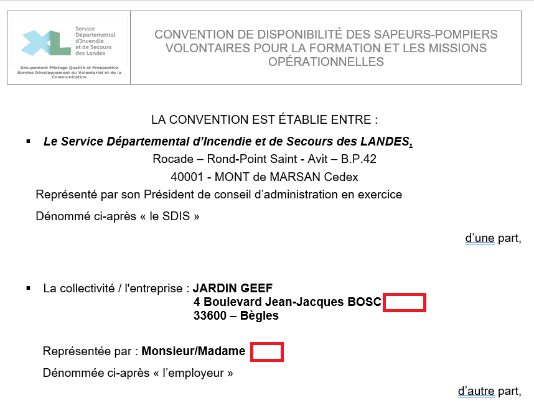 Service
Départemental
d'Incendie
et de Secours
des Landes
Groupement Pilotage Qualité et Prospective
Service Développement du Volontariat et de la
Communication
CONVENTION DE DISPONIBILITÉ DES SAPEURS-POMPIERS
VOLONTAIRES POUR LA FORMATION ET LES MISSIONS
OPÉRATIONNELLES
LA CONVENTION EST ÉTABLIE ENTRE :
▪ Le Service Départemental d'Incendie et de Secours des LANDES,
Rocade – Rond-Point Saint - Avit – B.P.42
40001 - MONT de MARSAN Cedex
Représenté par son Président de conseil d'administration en exercice
Dénommé ci-après « le SDIS »
d'une part,
▪ La collectivité / l'entreprise : JARDIN GEEF
4 Boulevard Jean-Jacques BOSC
33600 – Bègles
Représentée par : Monsieur/Madame
Dénommée ci-après « l'employeur »
d'autre part,